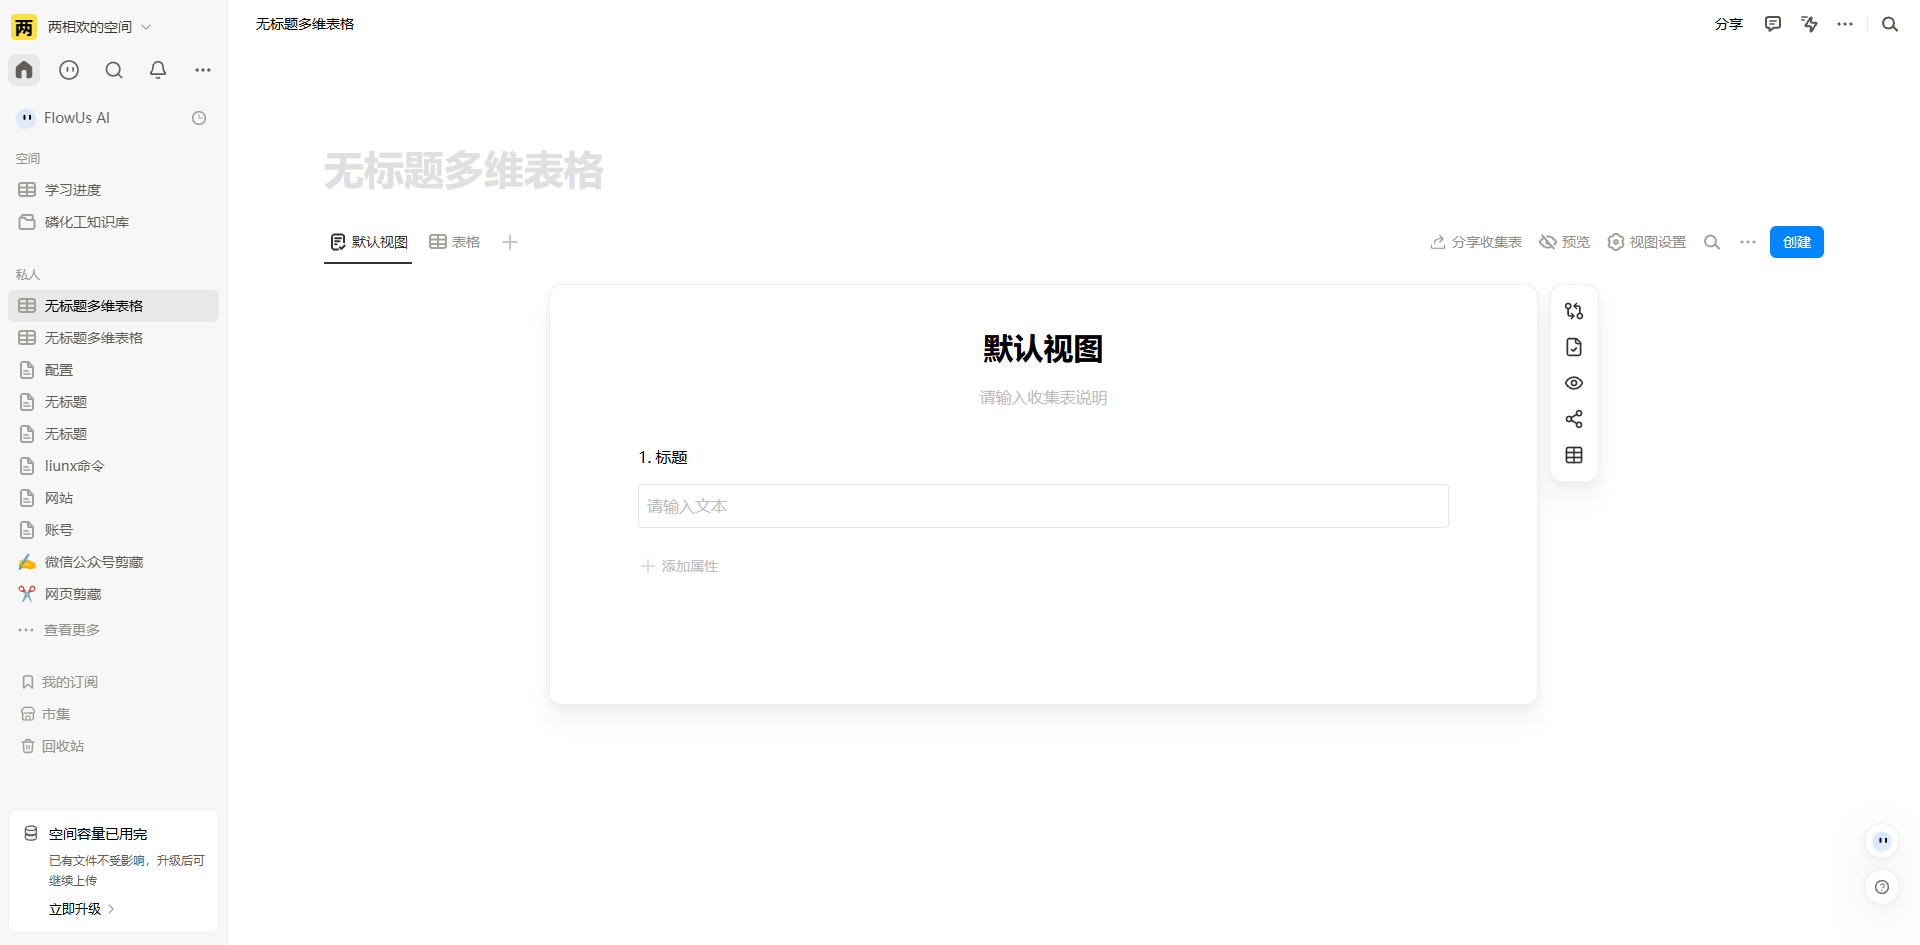 两
两相欢的空间
FlowUs AI
空间
学习进度
磷化工知识库
私人
无标题多维表格
无标题多维表格
配置
无标题
无标题
liunx命令
网站
账号
微信公众号剪藏
网页剪藏
查看更多
我的订阅
市集
回收站
空间容量已用完
已有文件不受影响，升级后可
继续上传
立即升级
无标题多维表格
分享
无标题多维表格
默认视图
表格
分享收集表
预览
视图设置
创建
默认视图
请输入收集表说明
1. 标题
请输入文本
添加属性